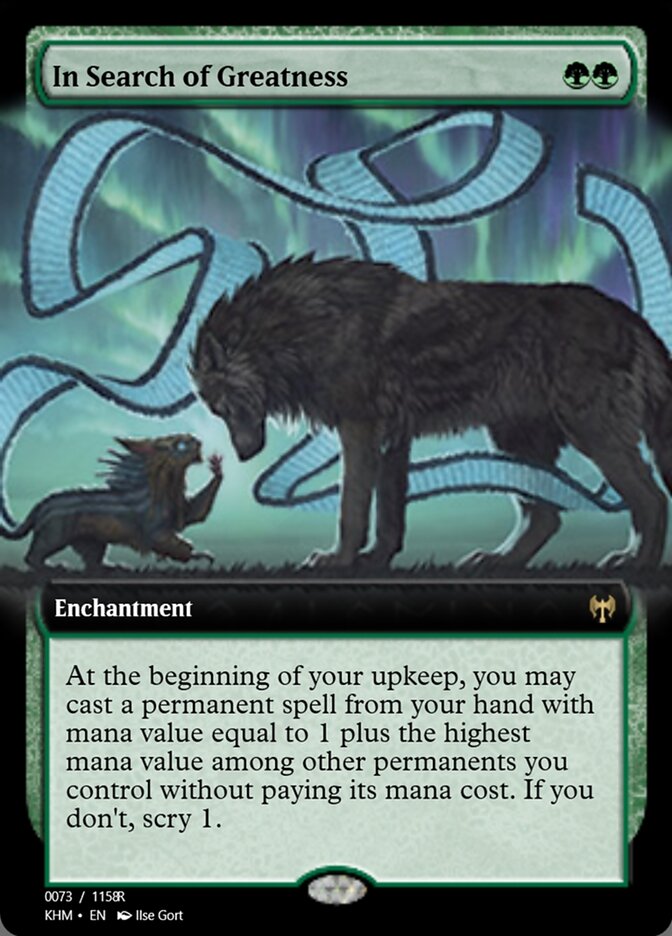 In Search of Greatness
Enchantment
At the beginning of your upkeep, you may
cast a permanent spell from your hand with
mana value equal to 1 plus the highest
mana value among other permanents you
control without paying its mana cost. If you
don't, scry 1.
0073 / 1158R
KHM • EN Ilse Gort